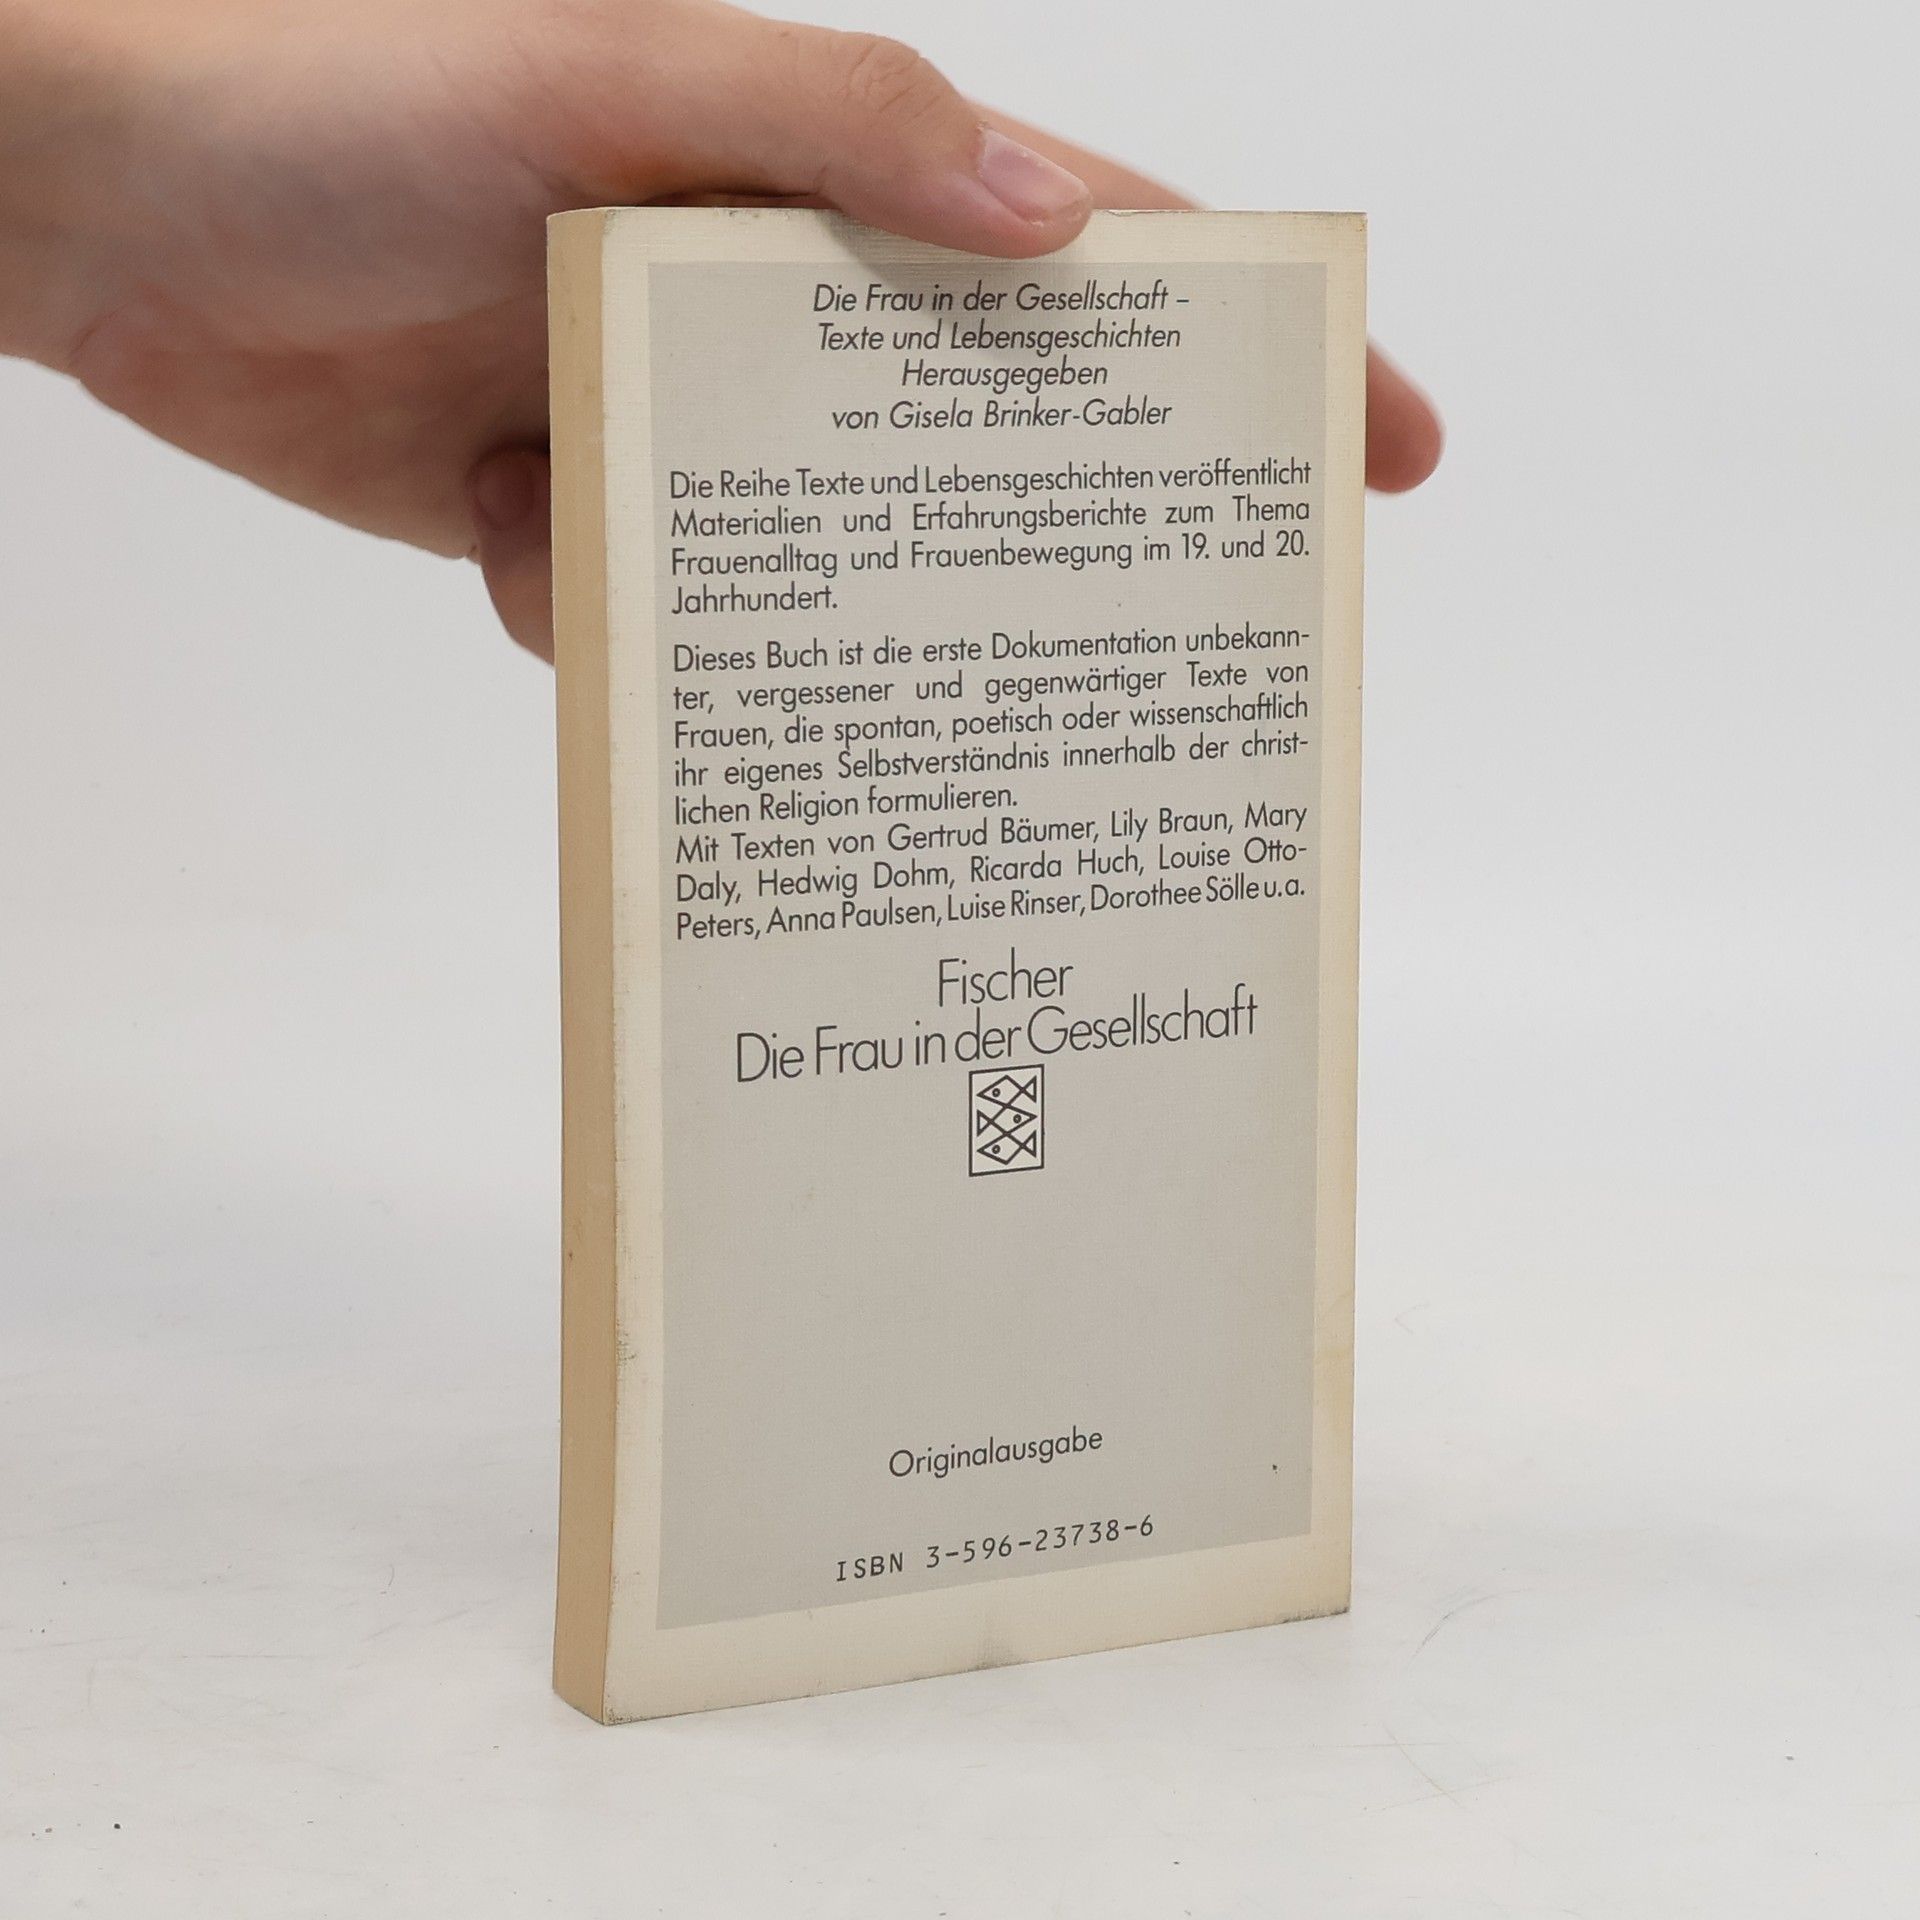 Die Frau in der Gesellschaft –
Texte und Lebensgeschichten
Herausgegeben
von Gisela Brinker-Gabler
Die Reihe Texte und Lebensgeschichten veröffentlicht
Materialien und Erfahrungsberichte zum Thema
Frauenalltag und Frauenbewegung im 19. und 20.
Jahrhundert.
Dieses Buch ist die erste Dokumentation unbekann-
ter, vergessener und gegenwärtiger Texte von
Frauen, die spontan, poetisch oder wissenschaftlich
ihr eigenes Selbstverständnis innerhalb der christ-
lichen Religion formulieren.
Mit Texten von Gertrud Bäumer, Lily Braun, Mary
Daly, Hedwig Dohm, Ricarda Huch, Louise Otto-
Peters, Anna Paulsen, Luise Rinser, Dorothee Sölle u.a.
Fischer
Die Frau in der Gesellschaft
Originalausgabe
ISBN 3-596-23738-6